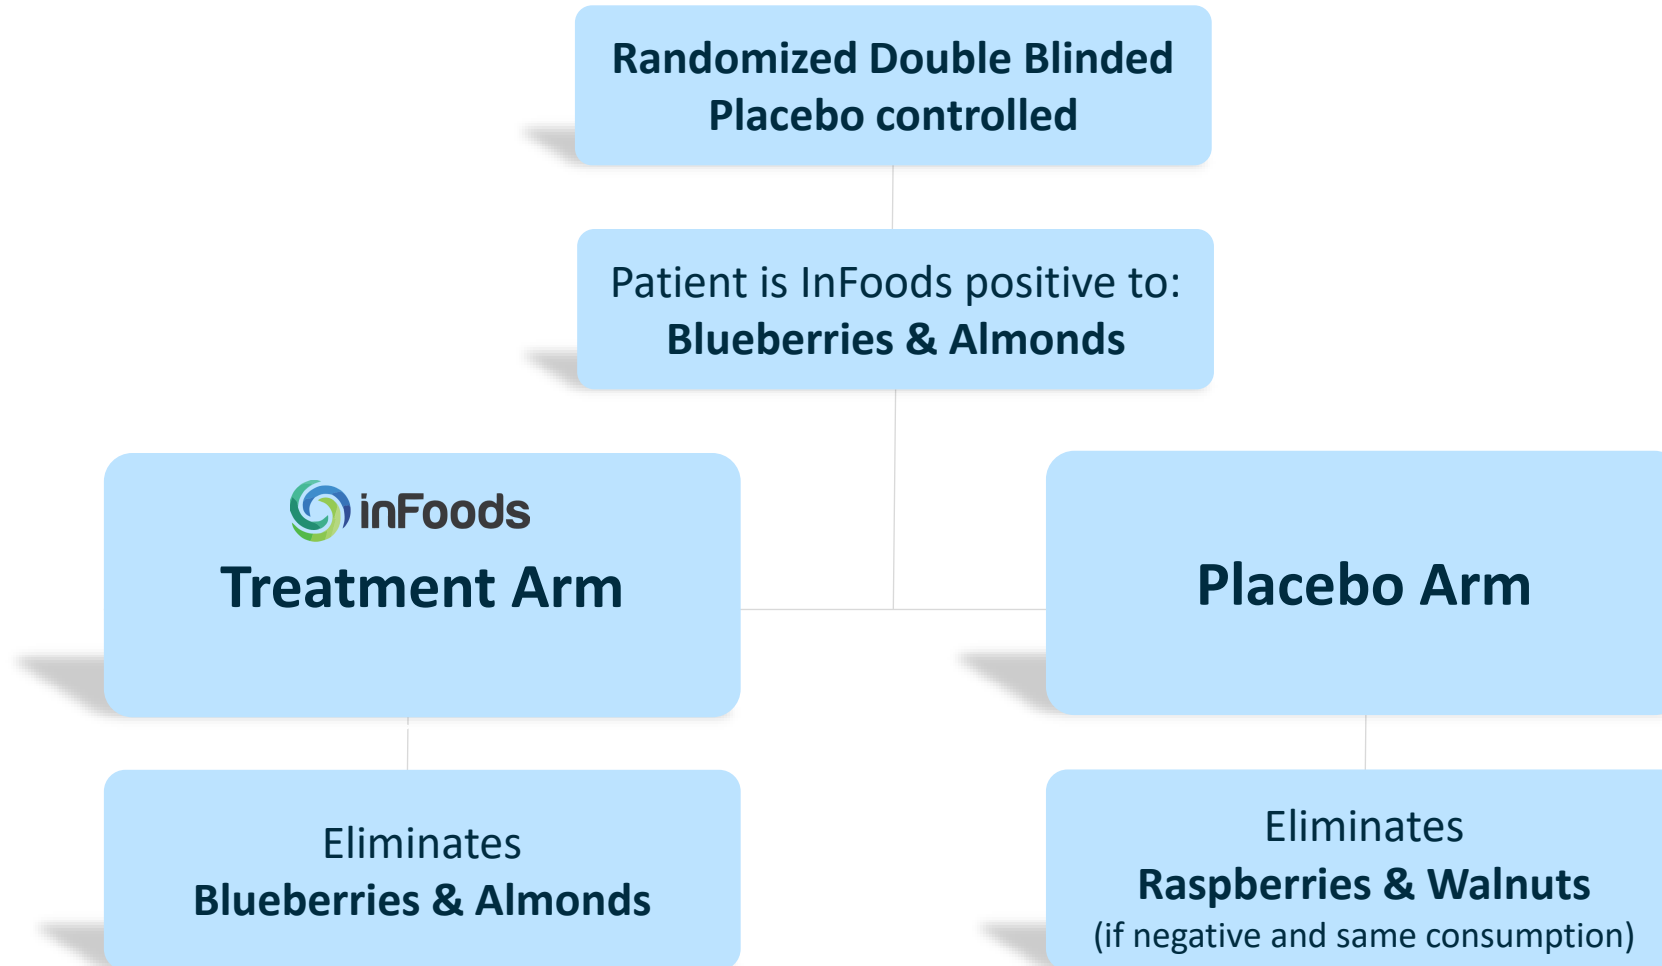 Randomized Double Blinded
Placebo controlled
Patient is InFoods positive to:
Blueberries & Almonds
inFoods
Treatment Arm
Placebo Arm
Eliminates
Blueberries & Almonds
Eliminates
Raspberries & Walnuts
(if negative and same consumption)